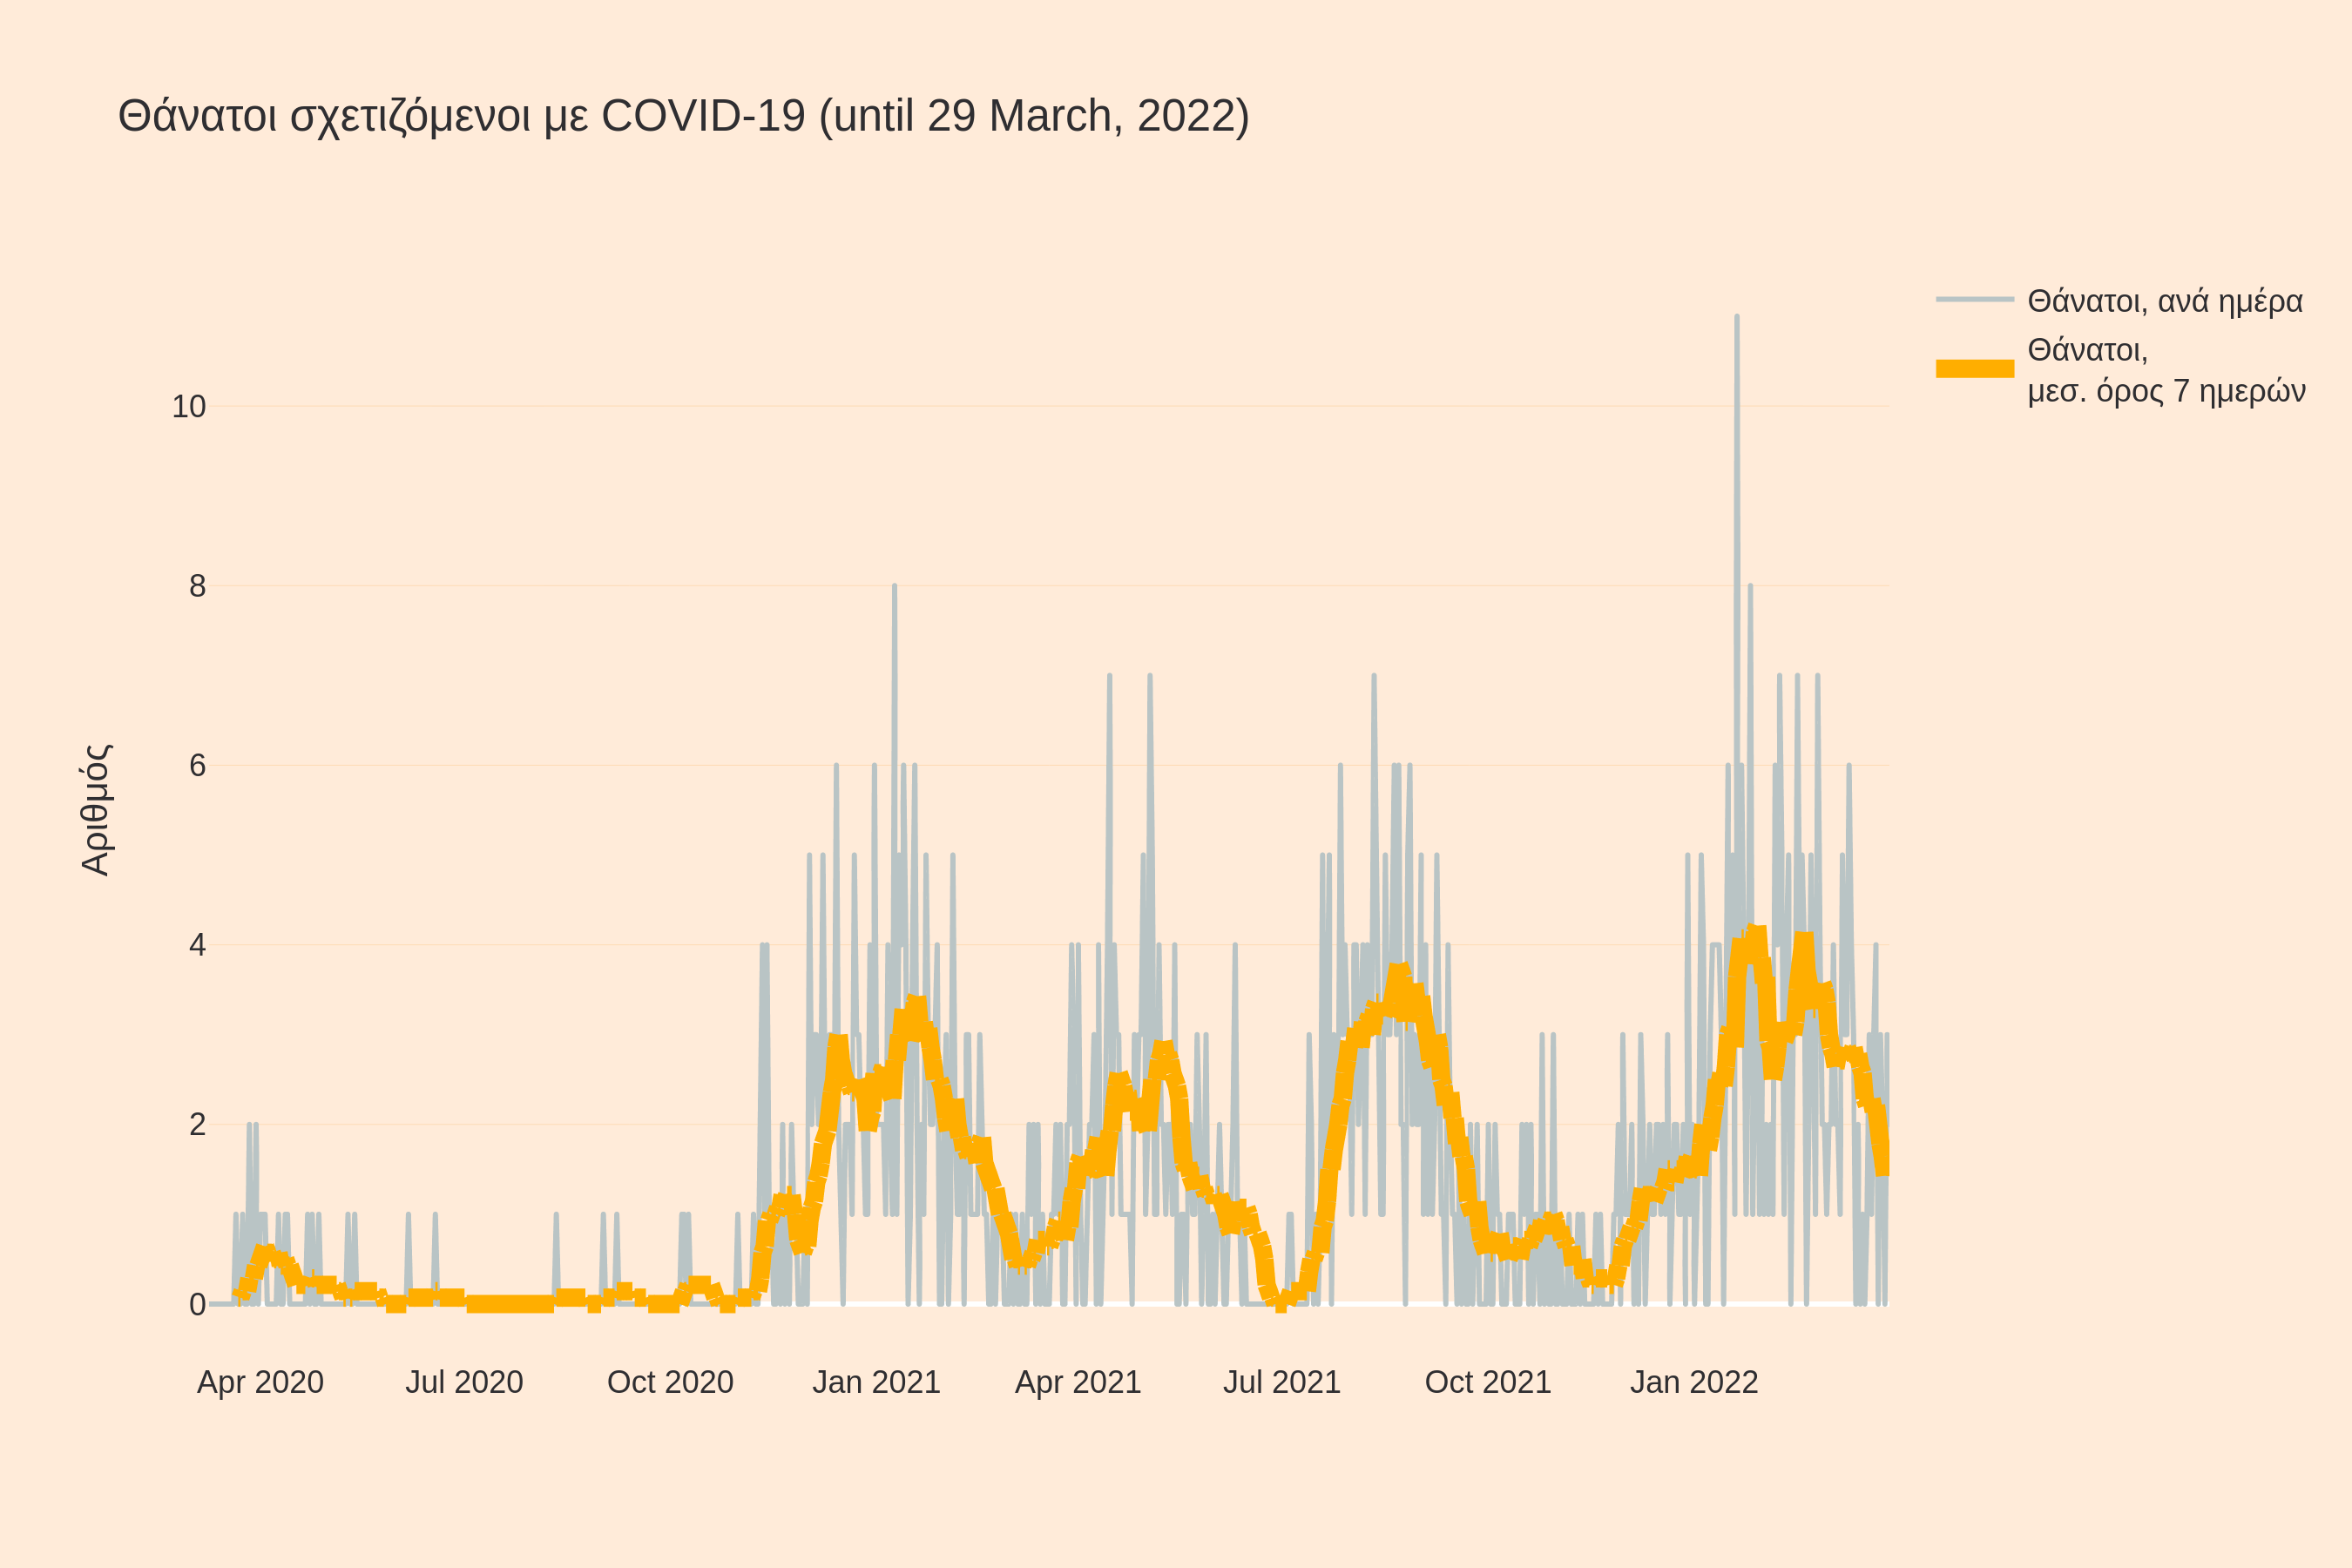 Θάνατοι σχετιζόμενοι με COVID-19 (until 29 March, 2022)
Θάνατοι, ανά ημέρα
Θάνατοι,
μεσ. όρος 7 ημερών
Αριθμός
10
8
6
4
2
0
Apr 2020
Jul 2020
Oct 2020
Jan 2021
Apr 2021
Jul 2021
Oct 2021
Jan 2022